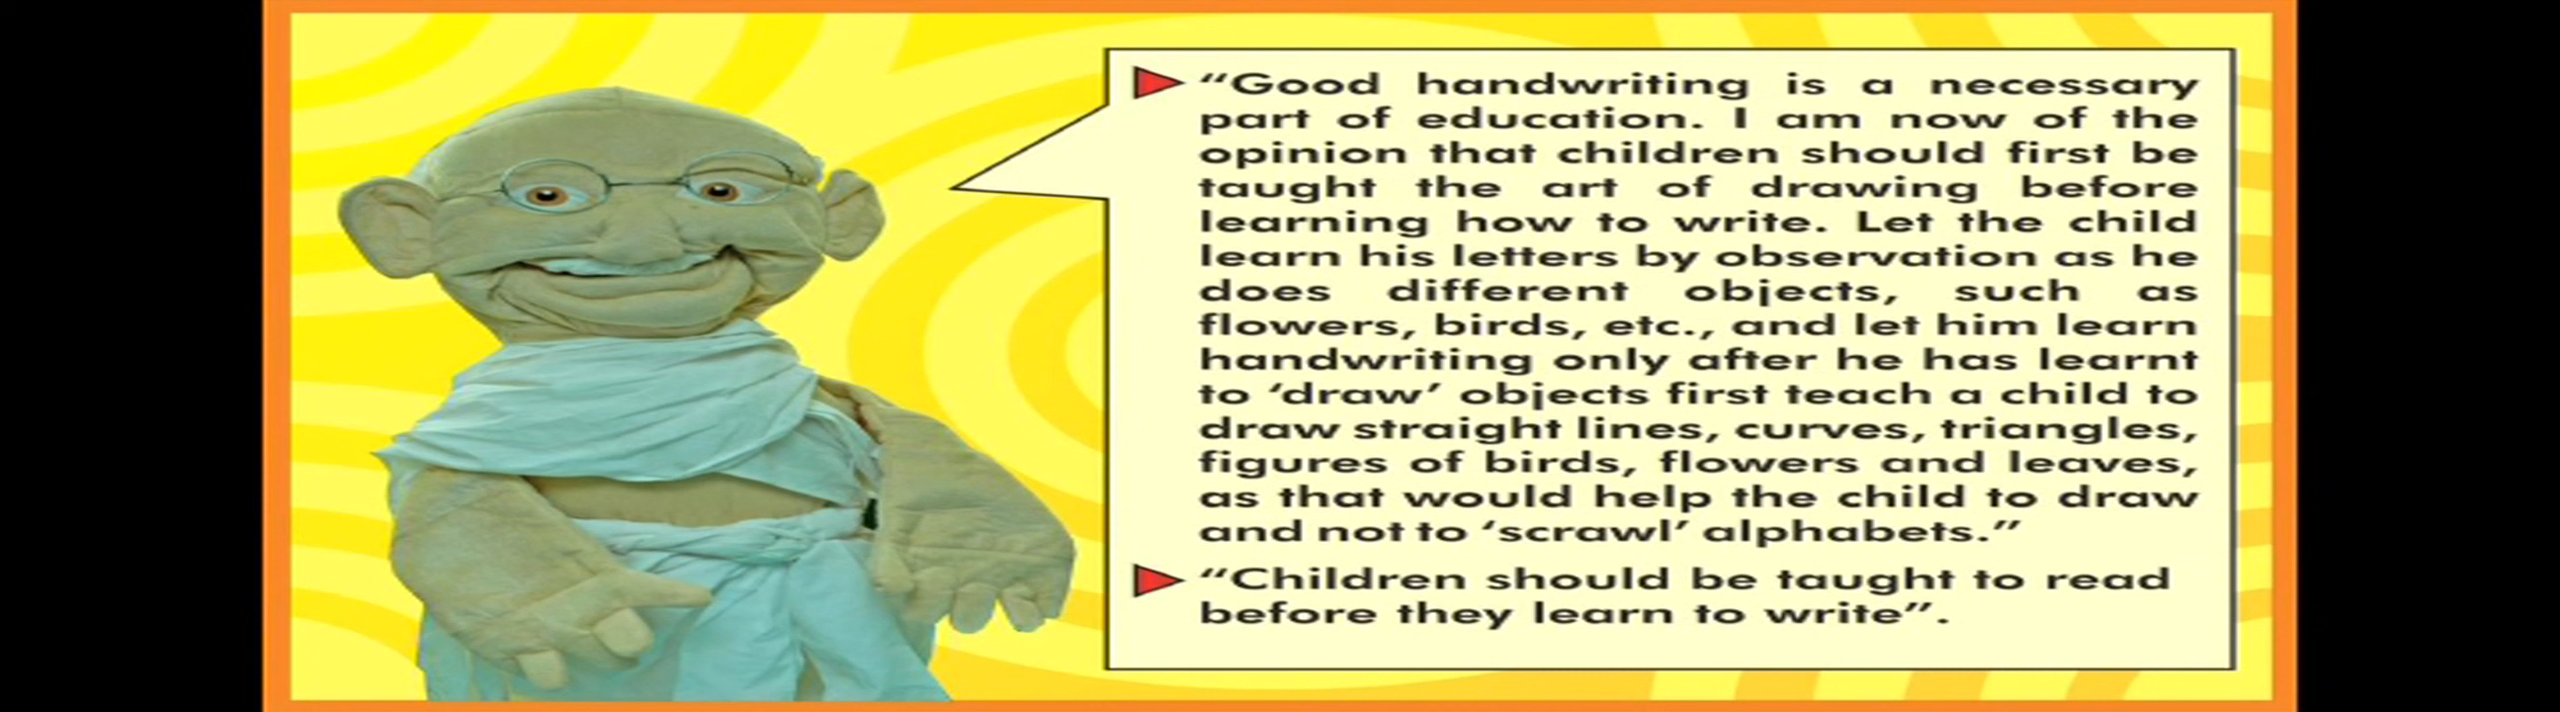 “Good handwriting is a necessary
part of education. I am now of the
opinion that children should first be
taught the art of drawing before
learning how to write. Let the child
learn his letters by observation as he
does different objects, such as
flowers, birds, etc., and let him learn
handwriting only after he has learnt
to ‘draw’ objects first teach a child to
draw straight lines, curves, triangles,
figures of birds, flowers and leaves,
as that would help the child to draw
and not to ‘scrawl’ alphabets.”
“Children should be taught to read
before they learn to write”.